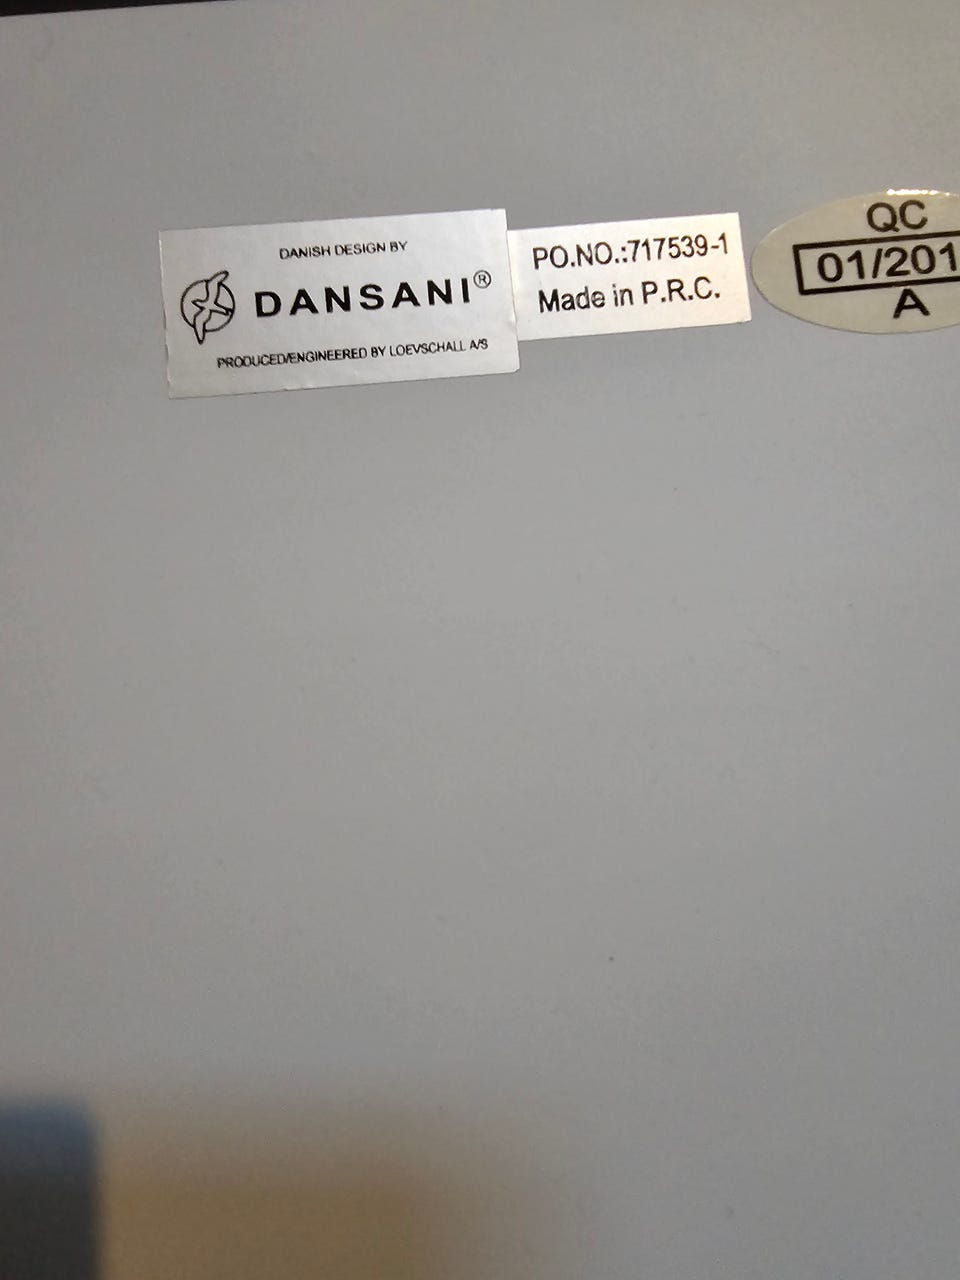 DANISH DESIGN BY
DANSANI®
PRODUCED/ENGINEERED BY LOEVSCHALL A/S
PO.NO.:717539-1
Made in P.R.C.
QC
01/201
A